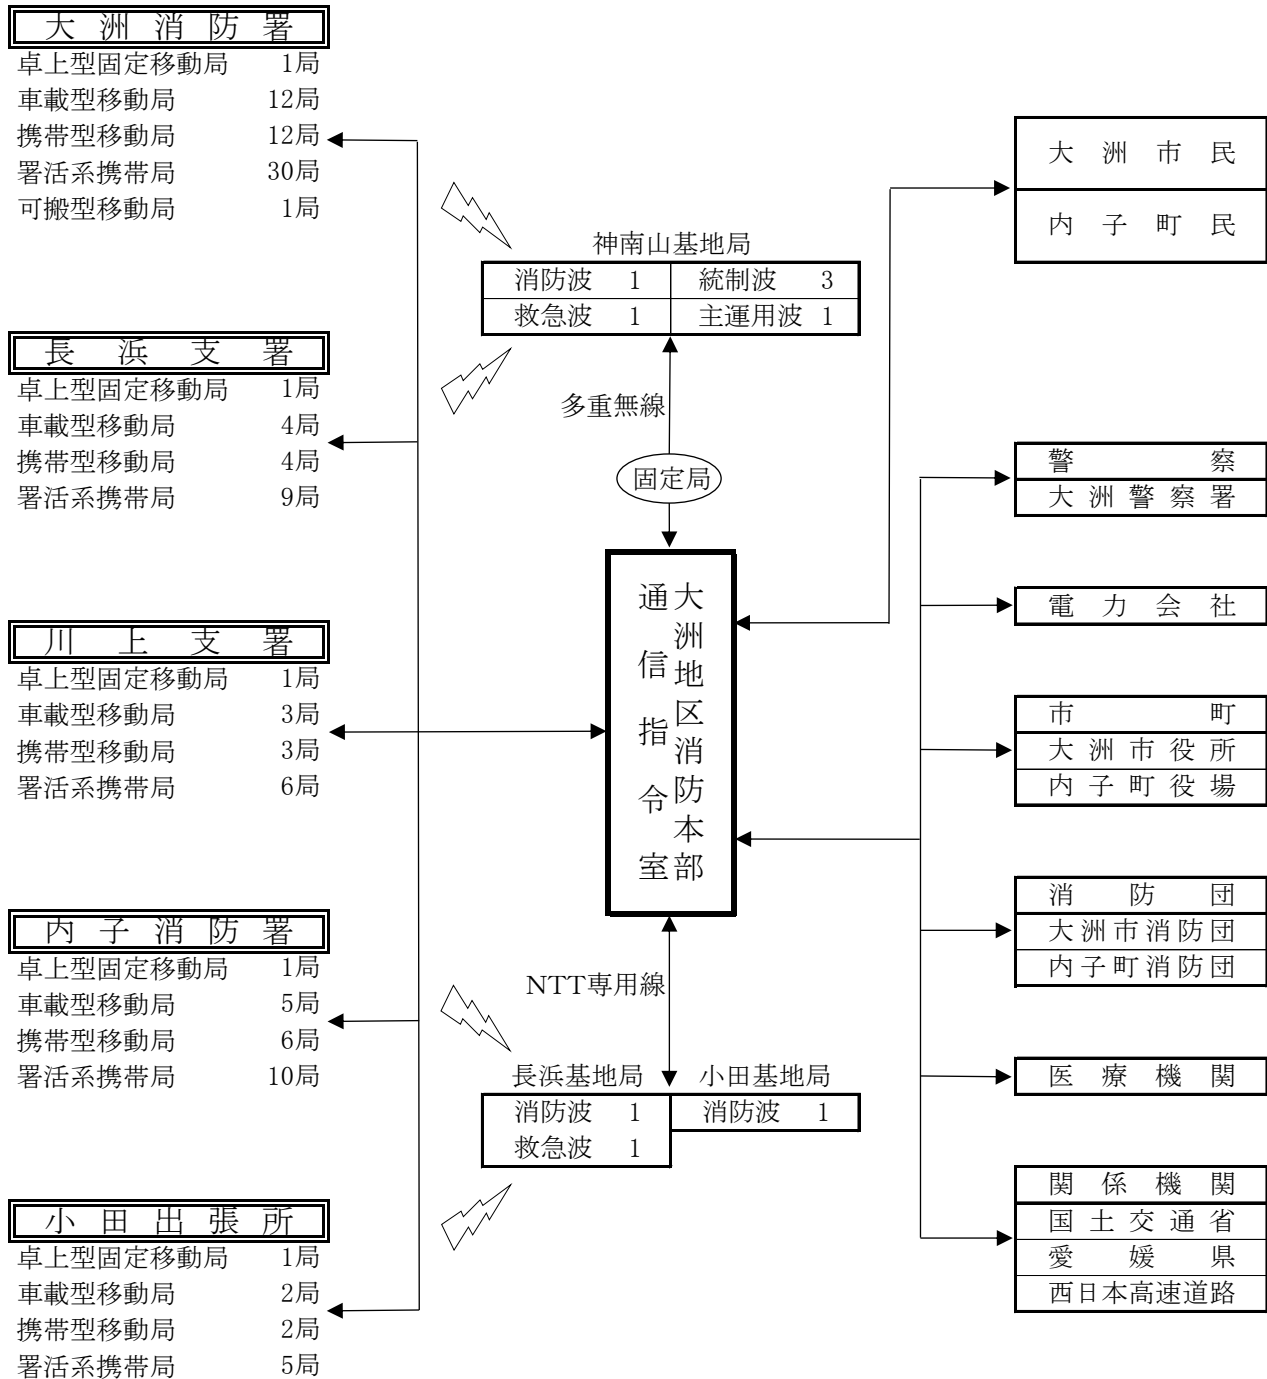 大洲消防署
卓上型固定移動局 1局
車載型移動局 12局
携帯型移動局 12局
署活系携帯局 30局
可搬型移動局 1局
長浜支署
卓上型固定移動局 1局
車載型移動局 4局
携帯型移動局 4局
署活系携帯局 9局
川上支署
卓上型固定移動局 1局
車載型移動局 3局
携帯型移動局 3局
署活系携帯局 6局
内子消防署
卓上型固定移動局 1局
車載型移動局 5局
携帯型移動局 6局
署活系携帯局 10局
小田出張所
卓上型固定移動局 1局
車載型移動局 2局
携帯型移動局 2局
署活系携帯局 5局
神南山基地局
消防波 1 統制波 3
救急波 1 主運用波 1
多重無線
固定局
大洲地区消防本部
通信指令室
NTT専用線
長浜基地局 小田基地局
消防波 1 消防波 1
救急波 1
大洲市民
内子町民
警察
大洲警察署
電力会社
市町
大洲市役所
内子町役場
消防団
大洲市消防団
内子町消防団
医療機関
関係機関
国土交通省
愛媛県
西日本高速道路